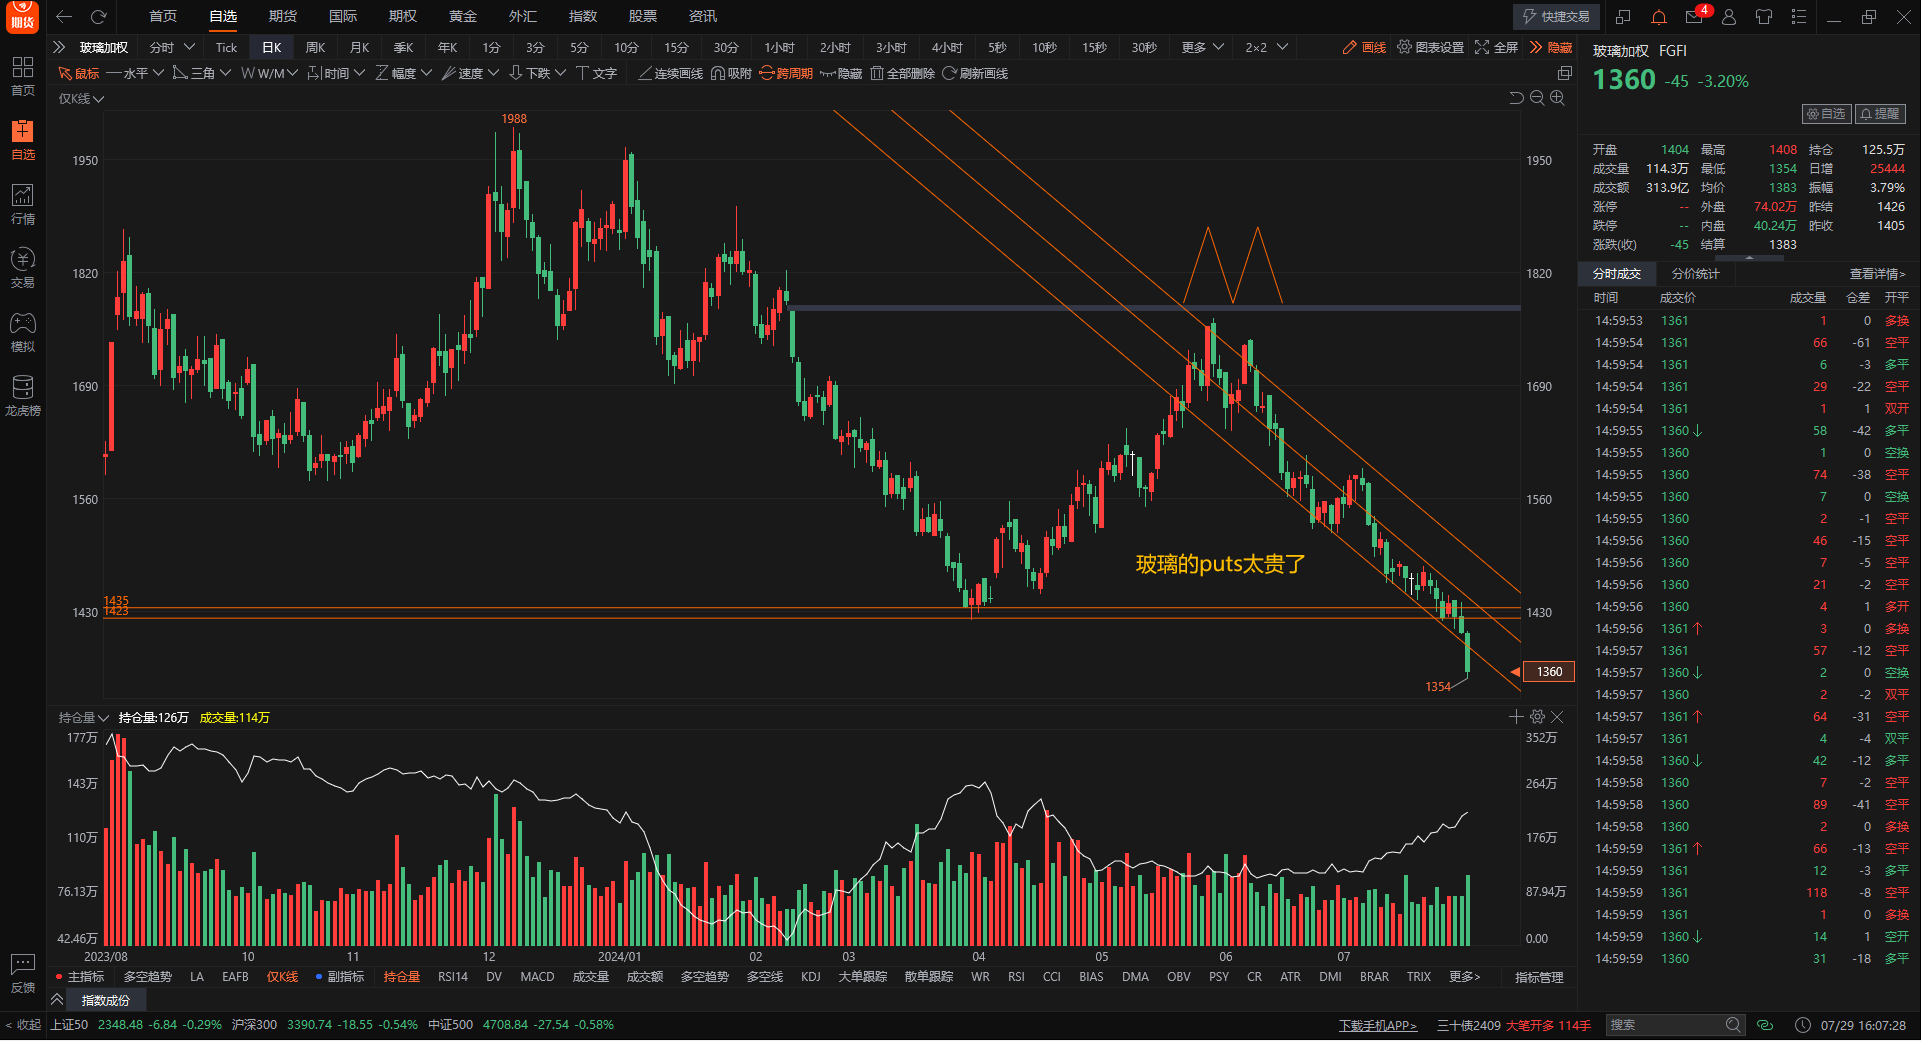 期货
首页 自选 期货 国际 期权 黄金 外汇 指数 股票 资讯
快捷交易 4
玻璃加权 分时 Tick 日K 周K 月K 季K 年K 1分 3分 5分 10分 15分 30分 1小时 2小时 3小时 4小时 5秒 10秒 15秒 30秒 更多 2×2 画线 图表设置 全屏 隐藏
鼠标 水平 三角 W/M 时间 幅度 速度 下跌 文字 连续画线 吸附 跨周期 隐藏 全部删除 刷新画线
首页
自选
行情
交易
模拟
龙虎榜
反馈
仅K线
1988
1950 1950
1820 1820
1690 1690
1560 1560
玻璃的puts太贵了
1435
1423
1430 1430
1360
1354
持仓量 持仓量:126万 成交量:114万
177万 352万
143万 264万
110万 176万
76.13万 87.94万
42.46万 0.00
2023/08 10 11 12 2024/01 02 03 04 05 06 07
主指标 多空趋势 LA EAFB 仅K线 副指标 持仓量 RSI14 DV MACD 成交量 成交额 多空趋势 多空线 KDJ 大单跟踪 散单跟踪 WR RSI CCI BIAS DMA OBV PSY CR ATR DMI BRAR TRIX 更多> 指标管理
指数成份
玻璃加权 FGFI
1360 -45 -3.20%
自选 提醒
开盘 1404 最高 1408 持仓 125.5万
成交量 114.3万 最低 1354 日增 25444
成交额 313.9亿 均价 1383 振幅 3.79%
涨停 -- 外盘 74.02万 昨结 1426
跌停 -- 内盘 40.24万 昨收 1405
涨跌(收) -45 结算 1383
分时成交 分价统计 查看详情>
时间 成交价 成交量 仓差 开平
14:59:53 1361 1 0 多换
14:59:54 1361 66 -61 空平
14:59:54 1361 6 -3 多平
14:59:54 1361 29 -22 空平
14:59:54 1361 1 1 双开
14:59:55 1360↓ 58 -42 多平
14:59:55 1360 1 0 空换
14:59:55 1360 74 -38 空平
14:59:55 1360 7 0 空换
14:59:55 1360 2 -1 空平
14:59:56 1360 46 -15 空平
14:59:56 1360 7 -5 空平
14:59:56 1360 21 -2 空平
14:59:56 1360 4 1 多开
14:59:56 1361↑ 3 0 多换
14:59:57 1361 57 -12 空平
14:59:57 1360↓ 2 0 空换
14:59:57 1360 2 -2 双平
14:59:57 1361↑ 64 -31 空平
14:59:57 1361 4 -4 双平
14:59:58 1360↓ 42 -12 多平
14:59:58 1360 7 -2 空平
14:59:58 1360 89 -41 空平
14:59:58 1360 2 0 多换
14:59:59 1361↑ 66 -13 空平
14:59:59 1361 12 -3 多平
14:59:59 1361 118 -8 空平
14:59:59 1361 1 0 多换
14:59:59 1360↓ 14 1 空开
14:59:59 1360 31 -18 多平
< 收起 上证50 2348.48 -6.84 -0.29% 沪深300 3390.74 -18.55 -0.54% 中证500 4708.84 -27.54 -0.58% 下载手机APP> 三十债2409 大笔开多 114手 搜索 07/29 16:07:28